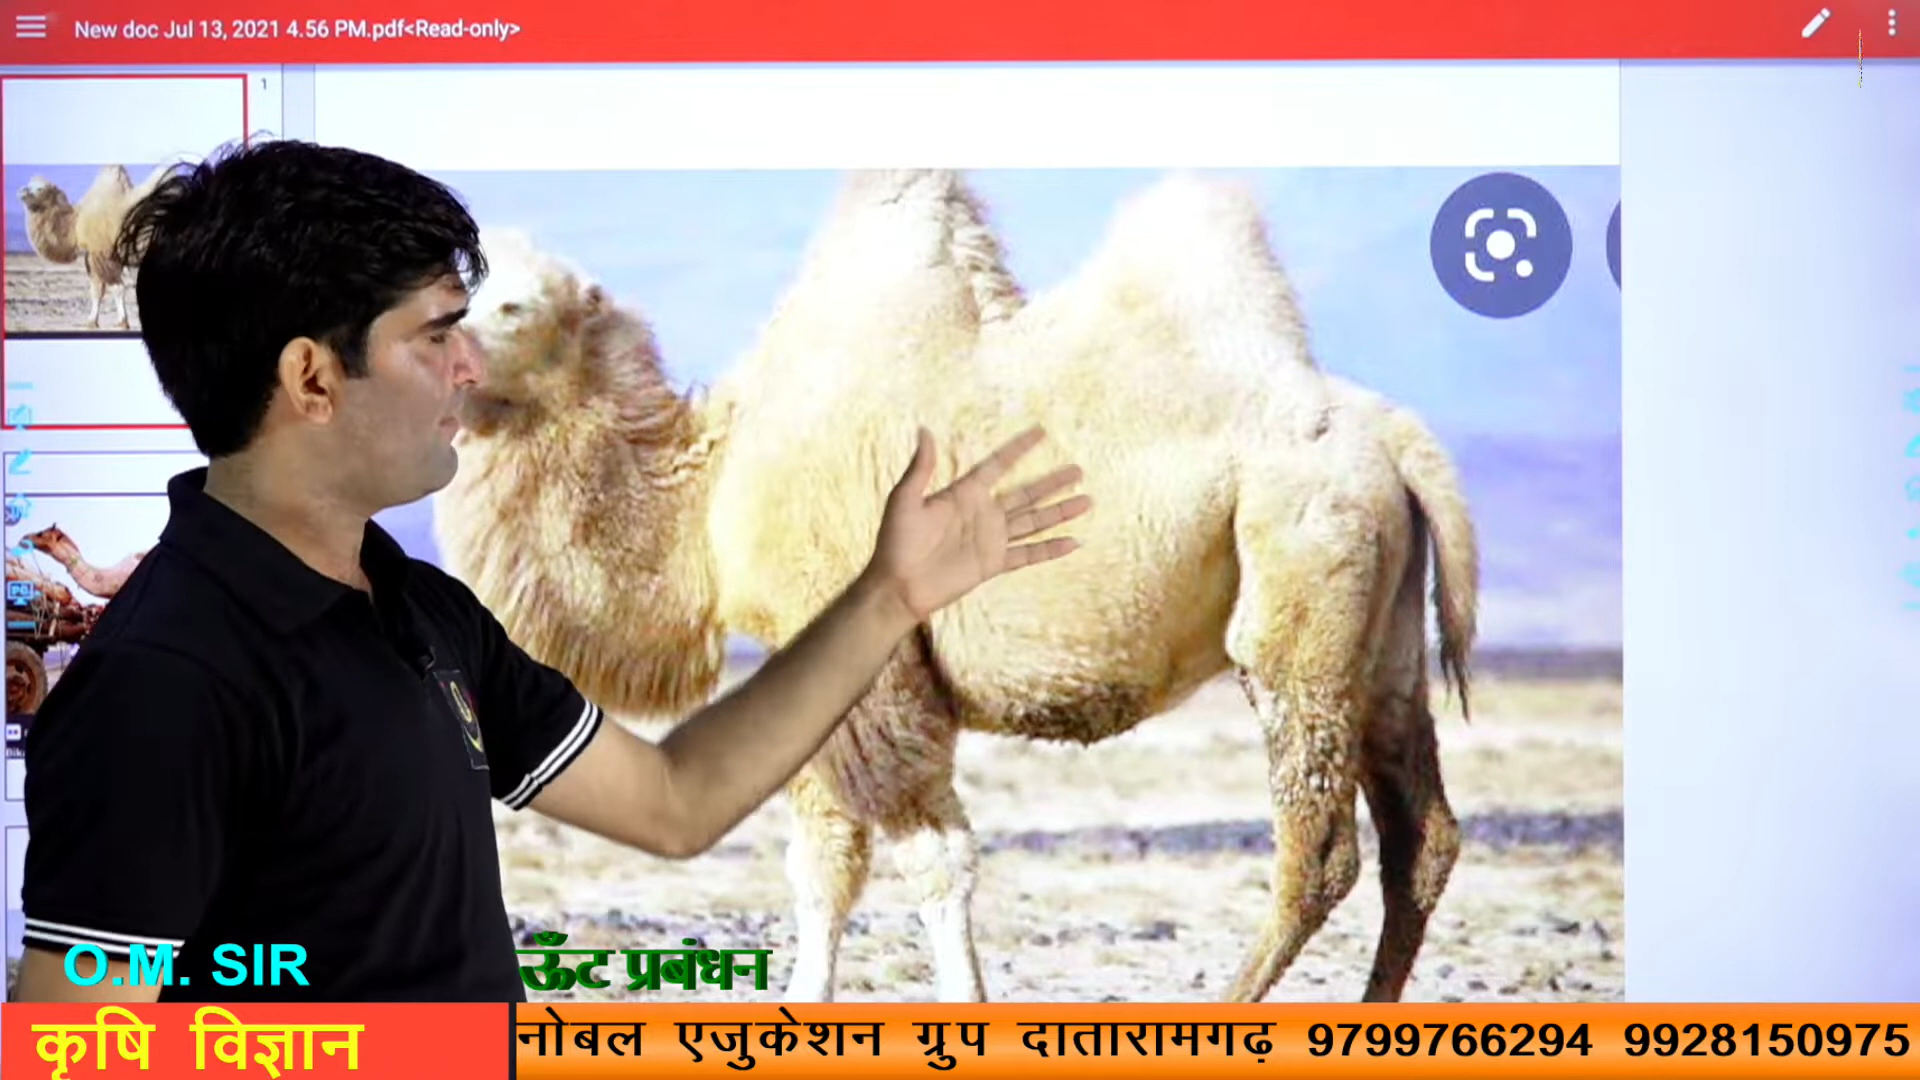 New doc Jul 13, 2021 4.56 PM.pdf<Read-only>
1
PC
O.M. SIR
ऊँट प्रबंधन
कृषि विज्ञान
नोबल एजुकेशन ग्रुप दातारामगढ़ 9799766294 9928150975